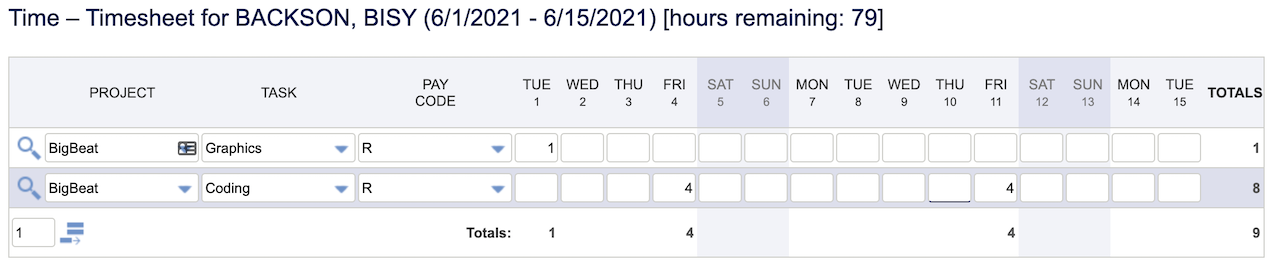 Time – Timesheet for BACKSON, BISY (6/1/2021 - 6/15/2021) [hours remaining: 79]
PROJECT TASK PAY CODE TUE 1 WED 2 THU 3 FRI 4 SAT 5 SUN 6 MON 7 TUE 8 WED 9 THU 10 FRI 11 SAT 12 SUN 13 MON 14 TUE 15 TOTALS
BigBeat Graphics R 1 1
BigBeat Coding R 4 4 8
1 Totals: 1 4 4 9